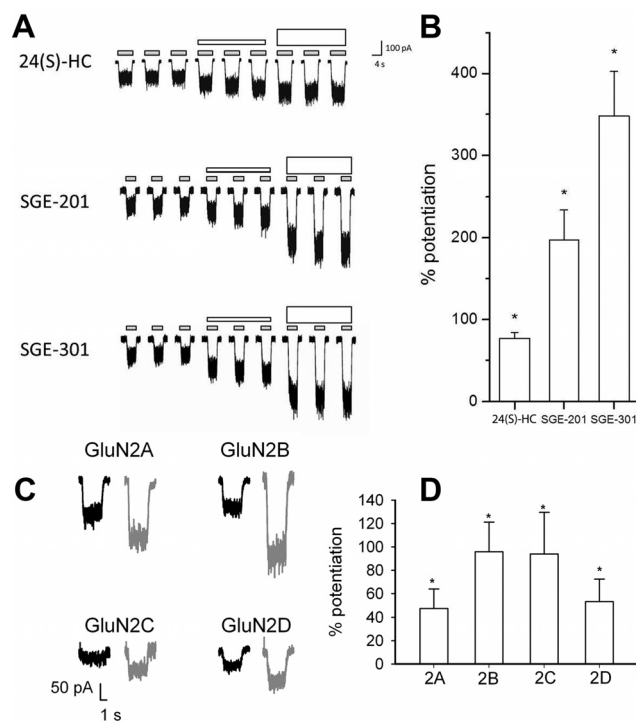 A
24(S)-HC
100 pA
4 s
SGE-201
SGE-301
B
% potentiation
400
300
200
100
0
24(S)-HC SGE-201 SGE-301
* * *
C
GluN2A GluN2B
GluN2C GluN2D
50 pA
1 s
D
% potentiation
140
120
100
80
60
40
20
0
* * * *
2A 2B 2C 2D